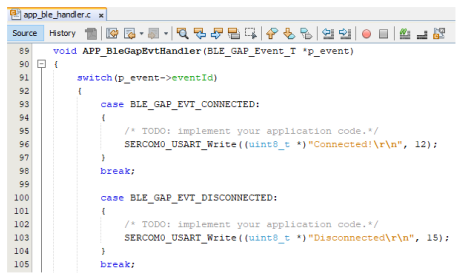 app_ble_handler.c x
Source History
89 void APP_BleGapEvtHandler(BLE_GAP_Event_T *p_event)
90 {
91 switch(p_event->eventId)
92 {
93 case BLE_GAP_EVT_CONNECTED:
94 {
95 /* TODO: implement your application code.*/
96 SERCOM0_USART_Write((uint8_t *)"Connected!\r\n", 12);
97 }
98 break;
99
100 case BLE_GAP_EVT_DISCONNECTED:
101 {
102 /* TODO: implement your application code.*/
103 SERCOM0_USART_Write((uint8_t *)"Disconnected\r\n", 15);
104 }
105 break;